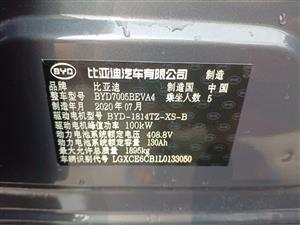 BYD 比亚迪汽车有限公司 制造
品牌 比亚迪 制造国 中国
整车型号 BYD7005BEVA4 乘坐人数 5
制造年月 2020年07月
驱动电机型号 BYD-1814TZ-XS-B
驱动电机峰值功率 100kW
动力电池系统额定电压 408.8V
动力电池系统额定容量 130Ah
最大允许总质量 1895kg
车辆识别代号 LGXCE6CB1L0133050